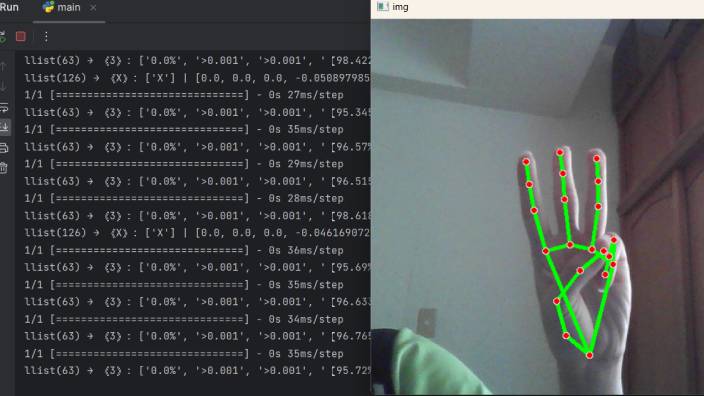 Run
main
llist(63) → {3}: ['0.0%', '>0.001', '>0.001', ' [98.422
llist(126) → {X}: ['X'] | [0.0, 0.0, 0.0, -0.050897985
1/1 [==============================] - 0s 27ms/step
llist(63) → {3}: ['0.0%', '>0.001', '>0.001', ' [95.345
1/1 [==============================] - 0s 35ms/step
llist(63) → {3}: ['0.0%', '>0.001', '>0.001', ' [96.57%
1/1 [==============================] - 0s 29ms/step
llist(63) → {3}: ['0.0%', '>0.001', '>0.001', ' [96.515
1/1 [==============================] - 0s 28ms/step
llist(63) → {3}: ['0.0%', '>0.001', '>0.001', ' [98.618
llist(126) → {X}: ['X'] | [0.0, 0.0, 0.0, -0.046169072
1/1 [==============================] - 0s 36ms/step
llist(63) → {3}: ['0.0%', '>0.001', '>0.001', ' [95.69%
1/1 [==============================] - 0s 35ms/step
llist(63) → {3}: ['0.0%', '>0.001', '>0.001', ' [96.633
1/1 [==============================] - 0s 34ms/step
llist(63) → {3}: ['0.0%', '>0.001', '>0.001', ' [96.765
1/1 [==============================] - 0s 35ms/step
llist(63) → {3}: ['0.0%', '>0.001', '>0.001', ' [95.72%
img